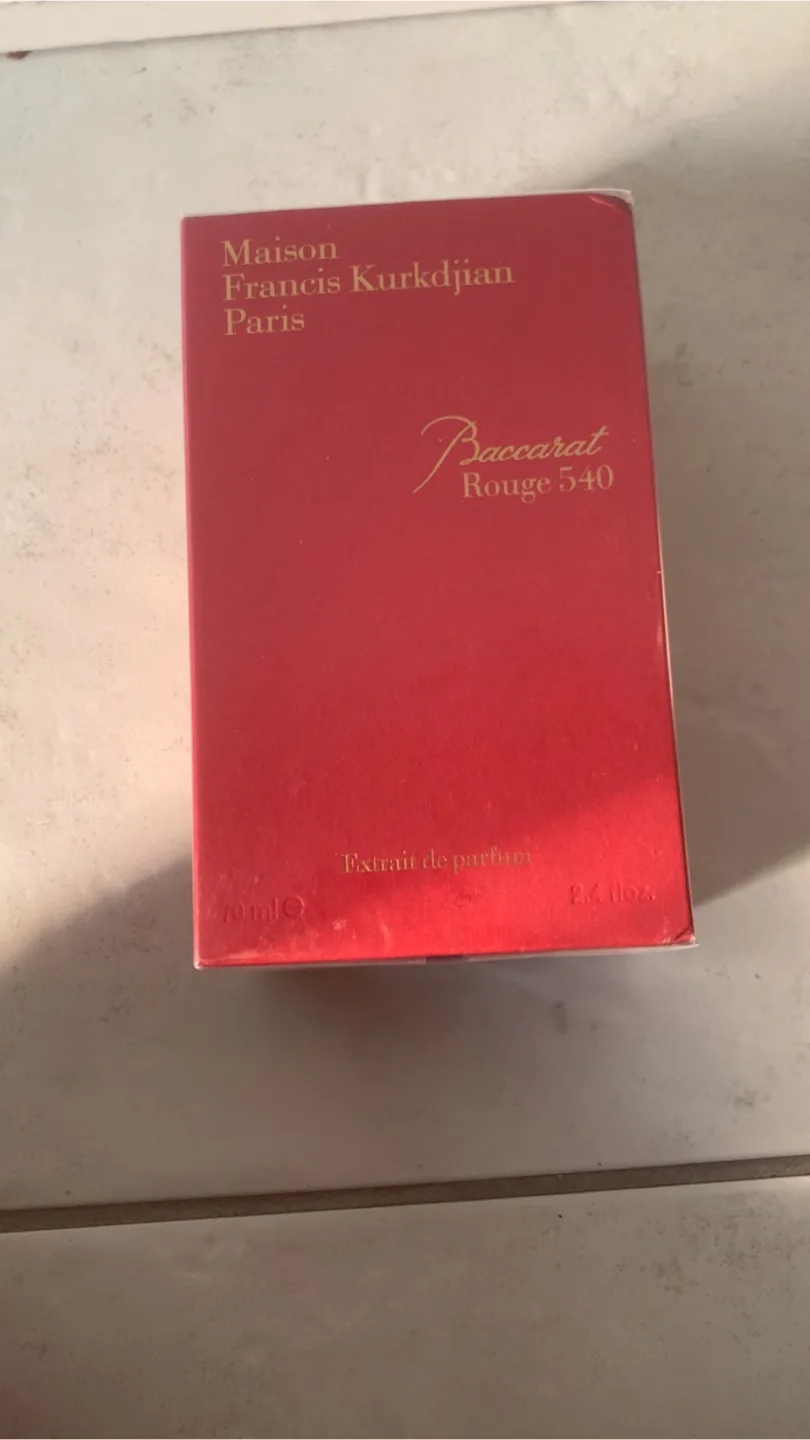 Maison
Francis Kurkdjian
Paris
Baccarat
Rouge 540
Extrait de parfum
70 ml ℮
2.4 fl oz.